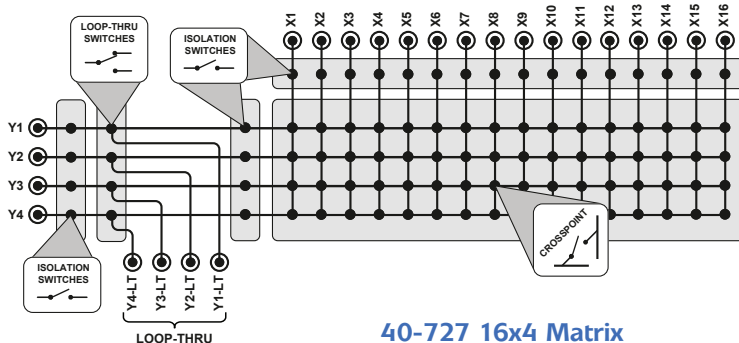 X1 X2 X3 X4 X5 X6 X7 X8 X9 X10 X11 X12 X13 X14 X15 X16
LOOP-THRU
SWITCHES
ISOLATION
SWITCHES
Y1
Y2
Y3
Y4
CROSSPOINT
ISOLATION
SWITCHES
Y4-LT Y3-LT Y2-LT Y1-LT
LOOP-THRU
40-727 16x4 Matrix